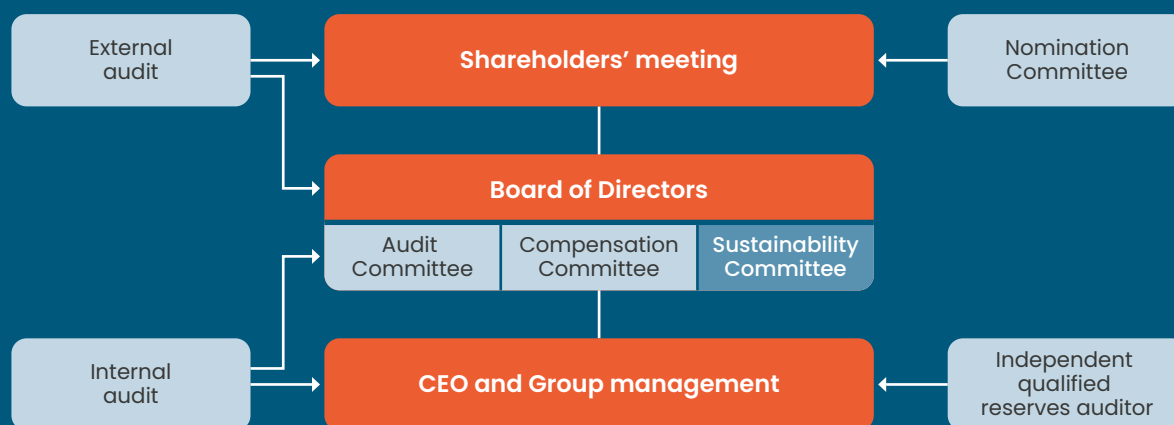 External
audit
Shareholders’ meeting
Nomination
Committee
Board of Directors
Audit
Committee
Compensation
Committee
Sustainability
Committee
Internal
audit
CEO and Group management
Independent
qualified
reserves auditor